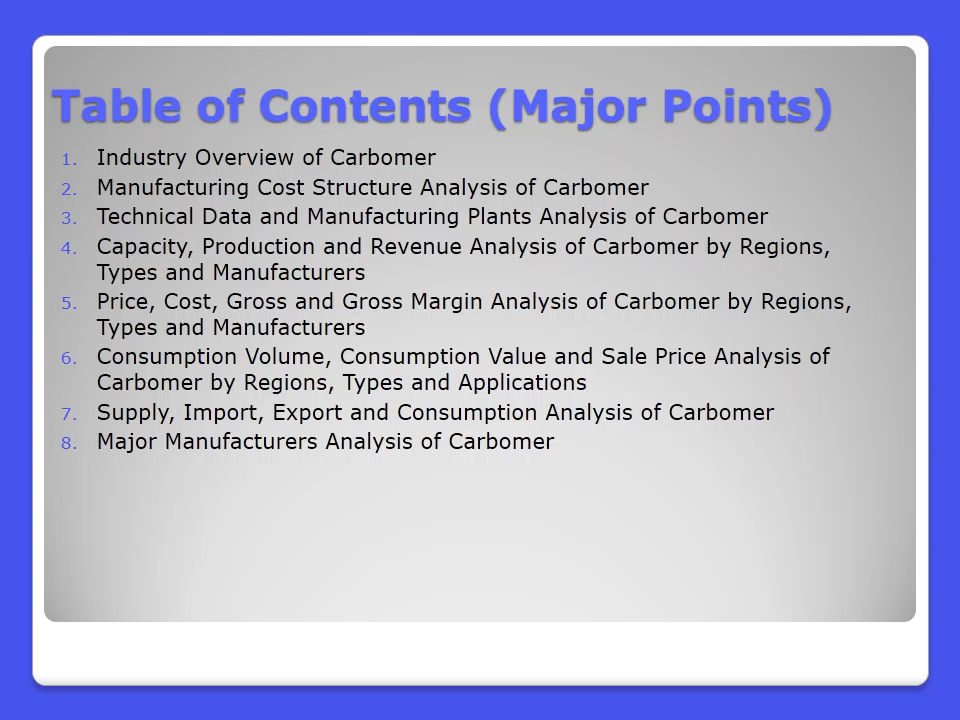 Table of Contents (Major Points)
1. Industry Overview of Carbomer
2. Manufacturing Cost Structure Analysis of Carbomer
3. Technical Data and Manufacturing Plants Analysis of Carbomer
4. Capacity, Production and Revenue Analysis of Carbomer by Regions,
Types and Manufacturers
5. Price, Cost, Gross and Gross Margin Analysis of Carbomer by Regions,
Types and Manufacturers
6. Consumption Volume, Consumption Value and Sale Price Analysis of
Carbomer by Regions, Types and Applications
7. Supply, Import, Export and Consumption Analysis of Carbomer
8. Major Manufacturers Analysis of Carbomer